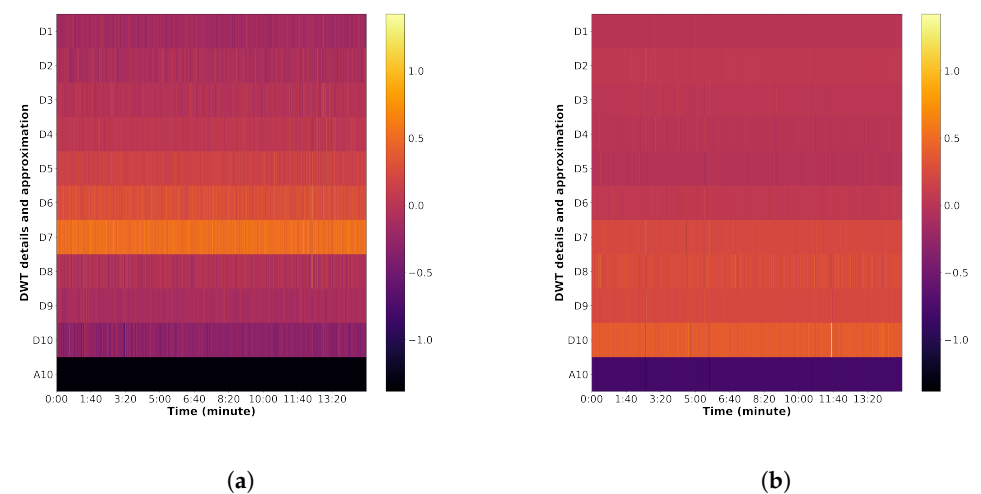 DWT details and approximation
D1
D2
D3
D4
D5
D6
D7
D8
D9
D10
A10
0:00 1:40 3:20 5:00 6:40 8:20 10:00 11:40 13:20
Time (minute)
1.0
0.5
0.0
−0.5
−1.0
(a)
DWT details and approximation
D1
D2
D3
D4
D5
D6
D7
D8
D9
D10
A10
0:00 1:40 3:20 5:00 6:40 8:20 10:00 11:40 13:20
Time (minute)
1.0
0.5
0.0
−0.5
−1.0
(b)